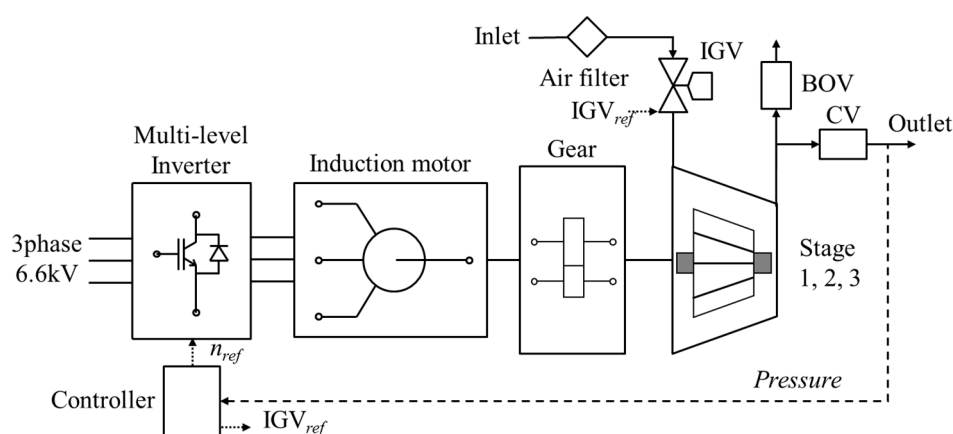 Inlet
Air filter
IGV
IGVref
BOV
CV
Outlet
Multi-level
Inverter
Induction motor
Gear
3phase
6.6kV
Stage
1, 2, 3
nref
Pressure
Controller
IGVref